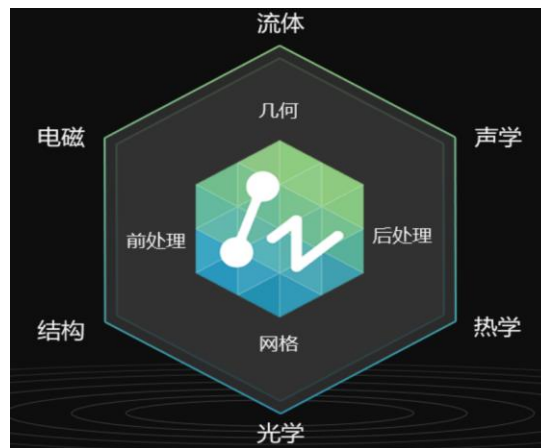 流体
几何
电磁
声学
前处理
后处理
结构
热学
网格
光学